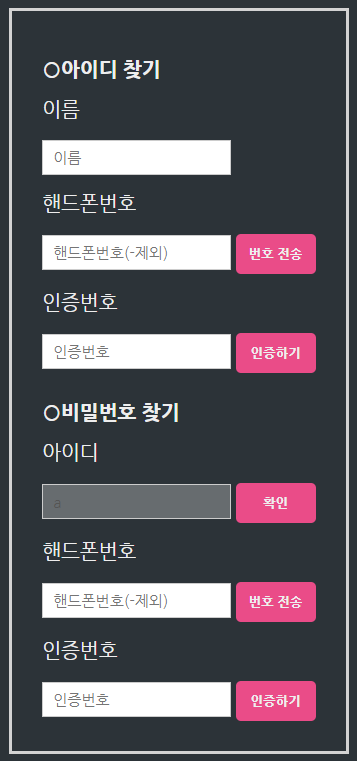 ○아이디 찾기
이름
이름
핸드폰번호
핸드폰번호(-제외) 번호 전송
인증번호
인증번호 인증하기
○비밀번호 찾기
아이디
a 확인
핸드폰번호
핸드폰번호(-제외) 번호 전송
인증번호
인증번호 인증하기